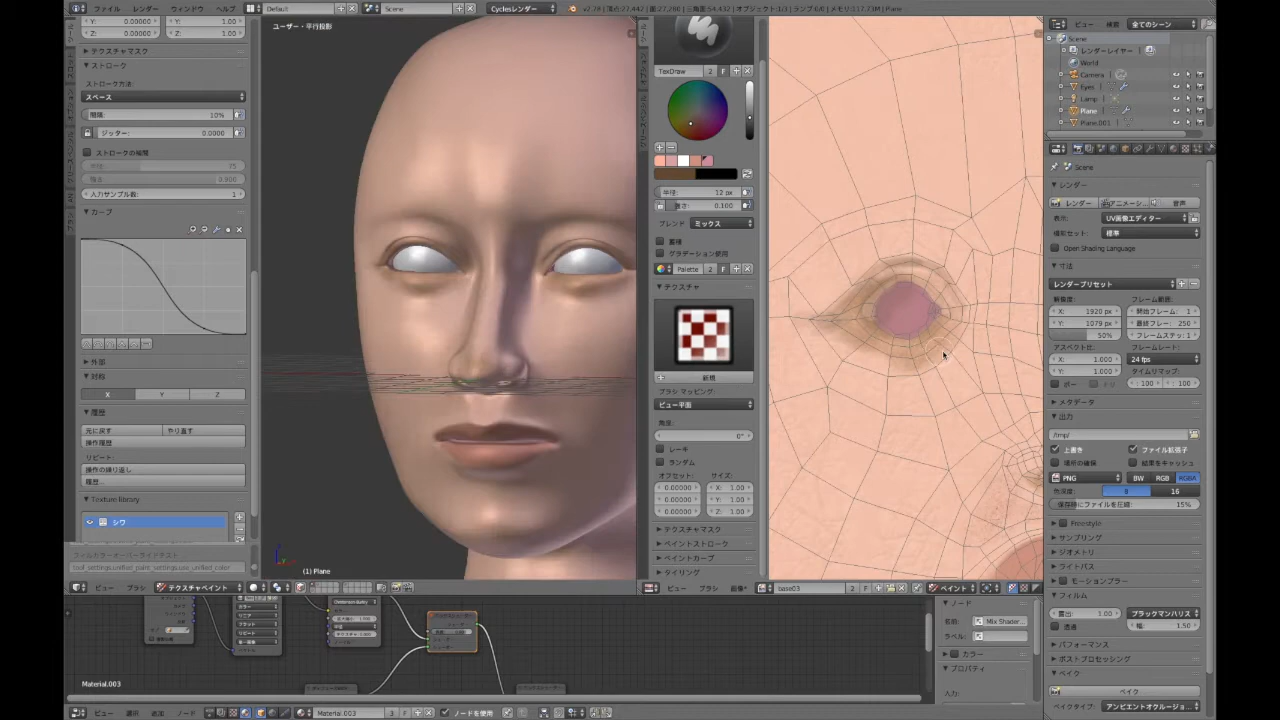 ファイル レンダー ウィンドウ ヘルプ Default Scene Cyclesレンダー
Y: 0.00000 Y: 1.00
Z: 0.00000 Z: 1.00
▶テクスチャマスク
▼ストローク
ストローク方法:
スペース
間隔: 10%
ジッター: 0.0000
入力サンプル数: 1
▼カーブ
▶外部
▼対称
X Y Z
▼履歴
元に戻す やり直す
操作履歴
リピート:
操作の繰り返し
履歴...
▼Texture library
シワ
フィルカラーオーバーライドテスト
tool_settings.unified_paint_settings.use_unified_color
ビュー ブラシ テクスチャペイント
ユーザー・平行投影
(1) Plane
TexDraw 2 F
半径: 12 px
強さ: 0.100
ブレンド ミックス
蓄積
グラデーション使用
Palette 2 F
▼テクスチャ
新規
ブラシマッピング:
ビュー平面
角度:
0°
レーキ
ランダム
オフセット: サイズ:
0.00000 X: 1.00
0.00000 Y: 1.00
0.00000 Z: 1.00
▶テクスチャマスク
▶ペイントストローク
▶ペイントカーブ
▶タイリング
ビュー ブラシ 画像* base03 2 F ペイント
ビュー 検索 全てのシーン
Scene
レンダーレイヤー
World
Camera
Eyes
Lamp
Plane
Plane.001
Scene
▼レンダー
レンダー アニメーシ... 音声
表示: UV画像エディター
標準
Open Shading Language
▼寸法
レンダープリセット
解像度: フレーム範囲:
X: 1920 px 開始フレーム: 1
Y: 1079 px 最終フレーム: 250
50% フレームステッ: 1
アスペクト比: フレームレート:
X: 1.000 24 fps
Y: 1.000 タイムリマップ:
ボー 100 100
▶メタデータ
▼出力
/tmp/
上書き ファイル拡張子
場所の確保 結果をキャッシュ
PNG BW RGB RGBA
色深度: 8 16
15%
▶Freestyle
▶サンプリング
▶ジオメトリ
▶ライトパス
▶モーションブラー
▼フィルム
露出: 1.00 ブラックマンハリス
透過 幅: 1.50
▶パフォーマンス
▶ポストプロセッシング
▼ベイク
ベイク
ベイクタイプ: アンビエントオクルージョ...
▼ノード
名前: Mix Shader...
ラベル:
カラー
▼プロパティ
入力:
Material.003
ビュー 選択 追加 ノード Material.003 3 F ノードを使用